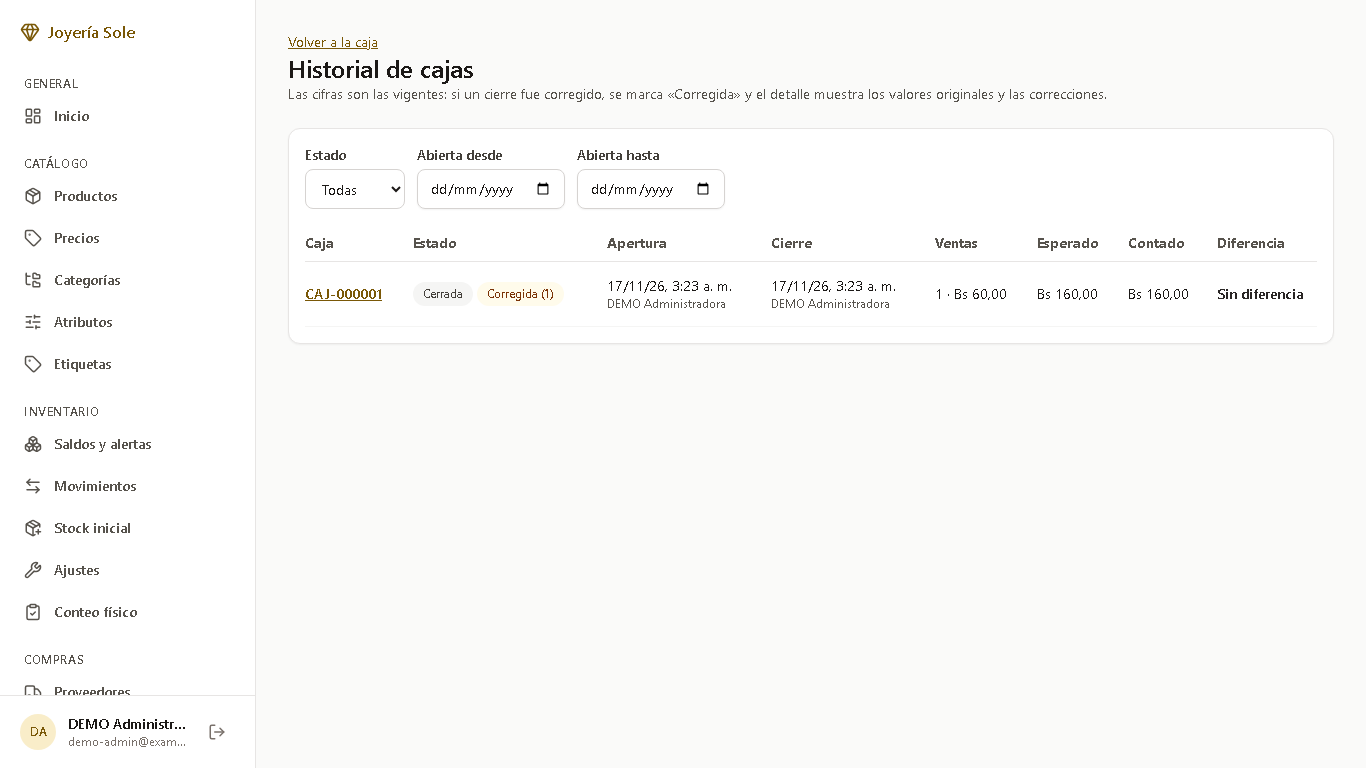 Joyería Sole
GENERAL
Inicio
CATÁLOGO
Productos
Precios
Categorías
Atributos
Etiquetas
INVENTARIO
Saldos y alertas
Movimientos
Stock inicial
Ajustes
Conteo físico
COMPRAS
Proveedores
DA
DEMO Administr...
demo-admin@exam...
Volver a la caja
Historial de cajas
Las cifras son las vigentes: si un cierre fue corregido, se marca «Corregida» y el detalle muestra los valores originales y las correcciones.
Estado Abierta desde Abierta hasta
Todas dd/mm/yyyy dd/mm/yyyy
Caja Estado Apertura Cierre Ventas Esperado Contado Diferencia
CAJ-000001 Cerrada Corregida (1) 17/11/26, 3:23 a. m. 17/11/26, 3:23 a. m. 1 · Bs 60,00 Bs 160,00 Bs 160,00 Sin diferencia
DEMO Administradora DEMO Administradora